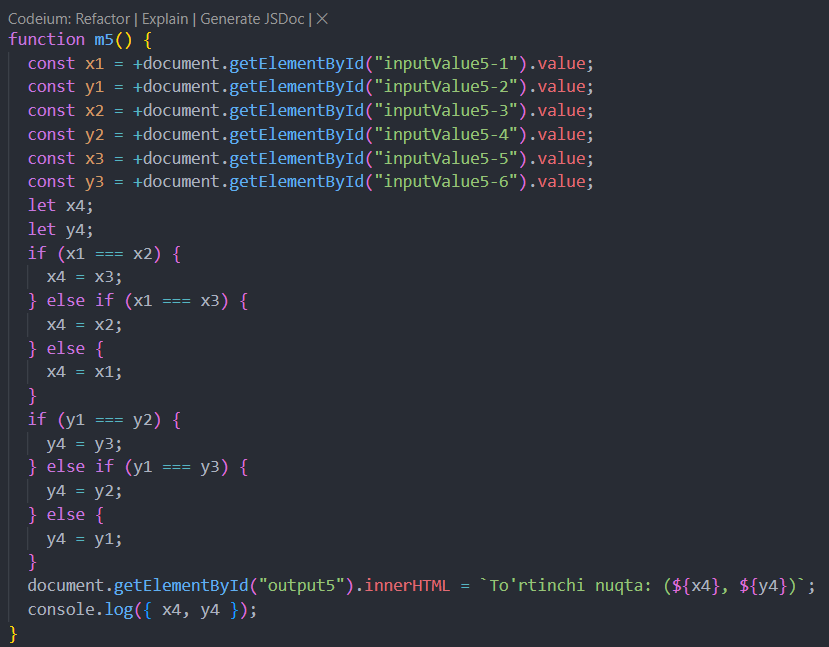 Codeium: Refactor | Explain | Generate JSDoc | ×
function m5() {
  const x1 = +document.getElementById("inputValue5-1").value;
  const y1 = +document.getElementById("inputValue5-2").value;
  const x2 = +document.getElementById("inputValue5-3").value;
  const y2 = +document.getElementById("inputValue5-4").value;
  const x3 = +document.getElementById("inputValue5-5").value;
  const y3 = +document.getElementById("inputValue5-6").value;
  let x4;
  let y4;
  if (x1 === x2) {
    x4 = x3;
  } else if (x1 === x3) {
    x4 = x2;
  } else {
    x4 = x1;
  }
  if (y1 === y2) {
    y4 = y3;
  } else if (y1 === y3) {
    y4 = y2;
  } else {
    y4 = y1;
  }
  document.getElementById("output5").innerHTML = `To'rtinchi nuqta: (${x4}, ${y4})`;
  console.log({ x4, y4 });
}